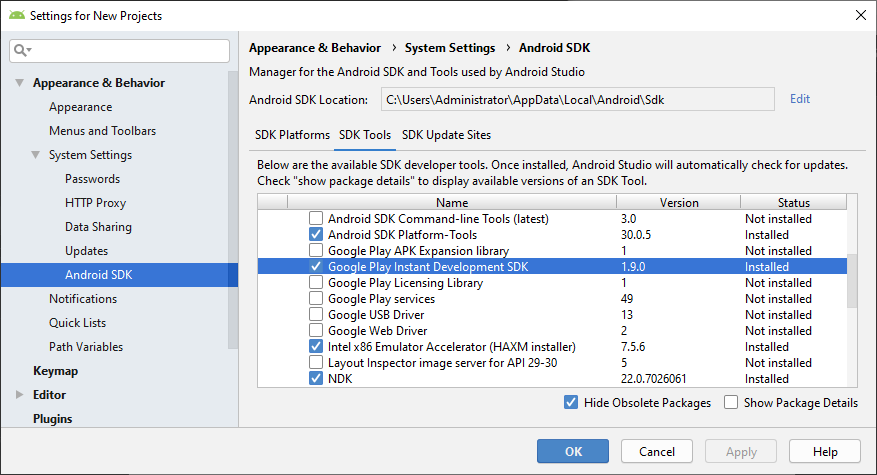 Settings for New Projects
Appearance & Behavior
Appearance
Menus and Toolbars
System Settings
Passwords
HTTP Proxy
Data Sharing
Updates
Android SDK
Notifications
Quick Lists
Path Variables
Keymap
Editor
Plugins
Appearance & Behavior › System Settings › Android SDK
Manager for the Android SDK and Tools used by Android Studio
Android SDK Location: C:\Users\Administrator\AppData\Local\Android\Sdk Edit
SDK Platforms SDK Tools SDK Update Sites
Below are the available SDK developer tools. Once installed, Android Studio will automatically check for updates.
Check "show package details" to display available versions of an SDK Tool.
Name Version Status
Android SDK Command-line Tools (latest) 3.0 Not installed
Android SDK Platform-Tools 30.0.5 Installed
Google Play APK Expansion library 1 Not installed
Google Play Instant Development SDK 1.9.0 Installed
Google Play Licensing Library 1 Not installed
Google Play services 49 Not installed
Google USB Driver 13 Not installed
Google Web Driver 2 Not installed
Intel x86 Emulator Accelerator (HAXM installer) 7.5.6 Installed
Layout Inspector image server for API 29-30 5 Not installed
NDK 22.0.7026061 Installed
Hide Obsolete Packages Show Package Details
OK Cancel Apply Help